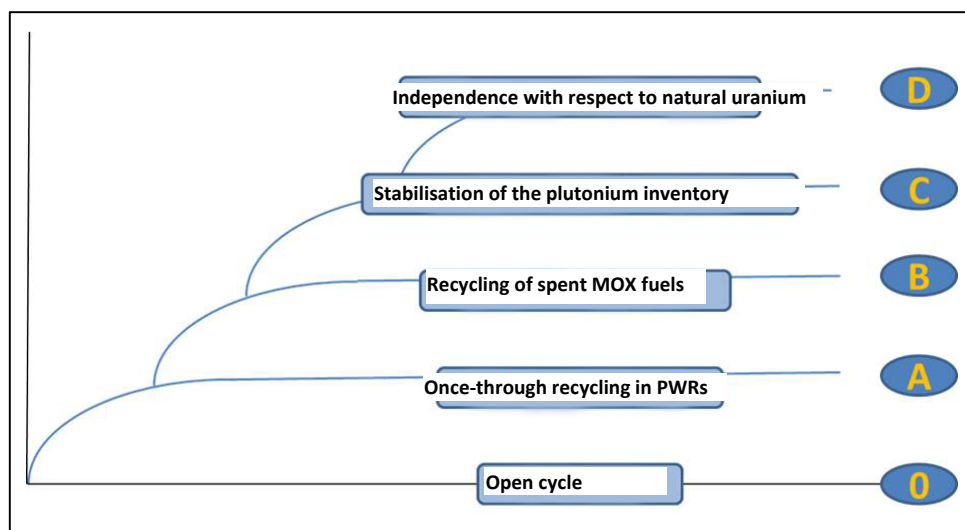 Independence with respect to natural uranium
D
Stabilisation of the plutonium inventory
C
Recycling of spent MOX fuels
B
Once-through recycling in PWRs
A
Open cycle
0